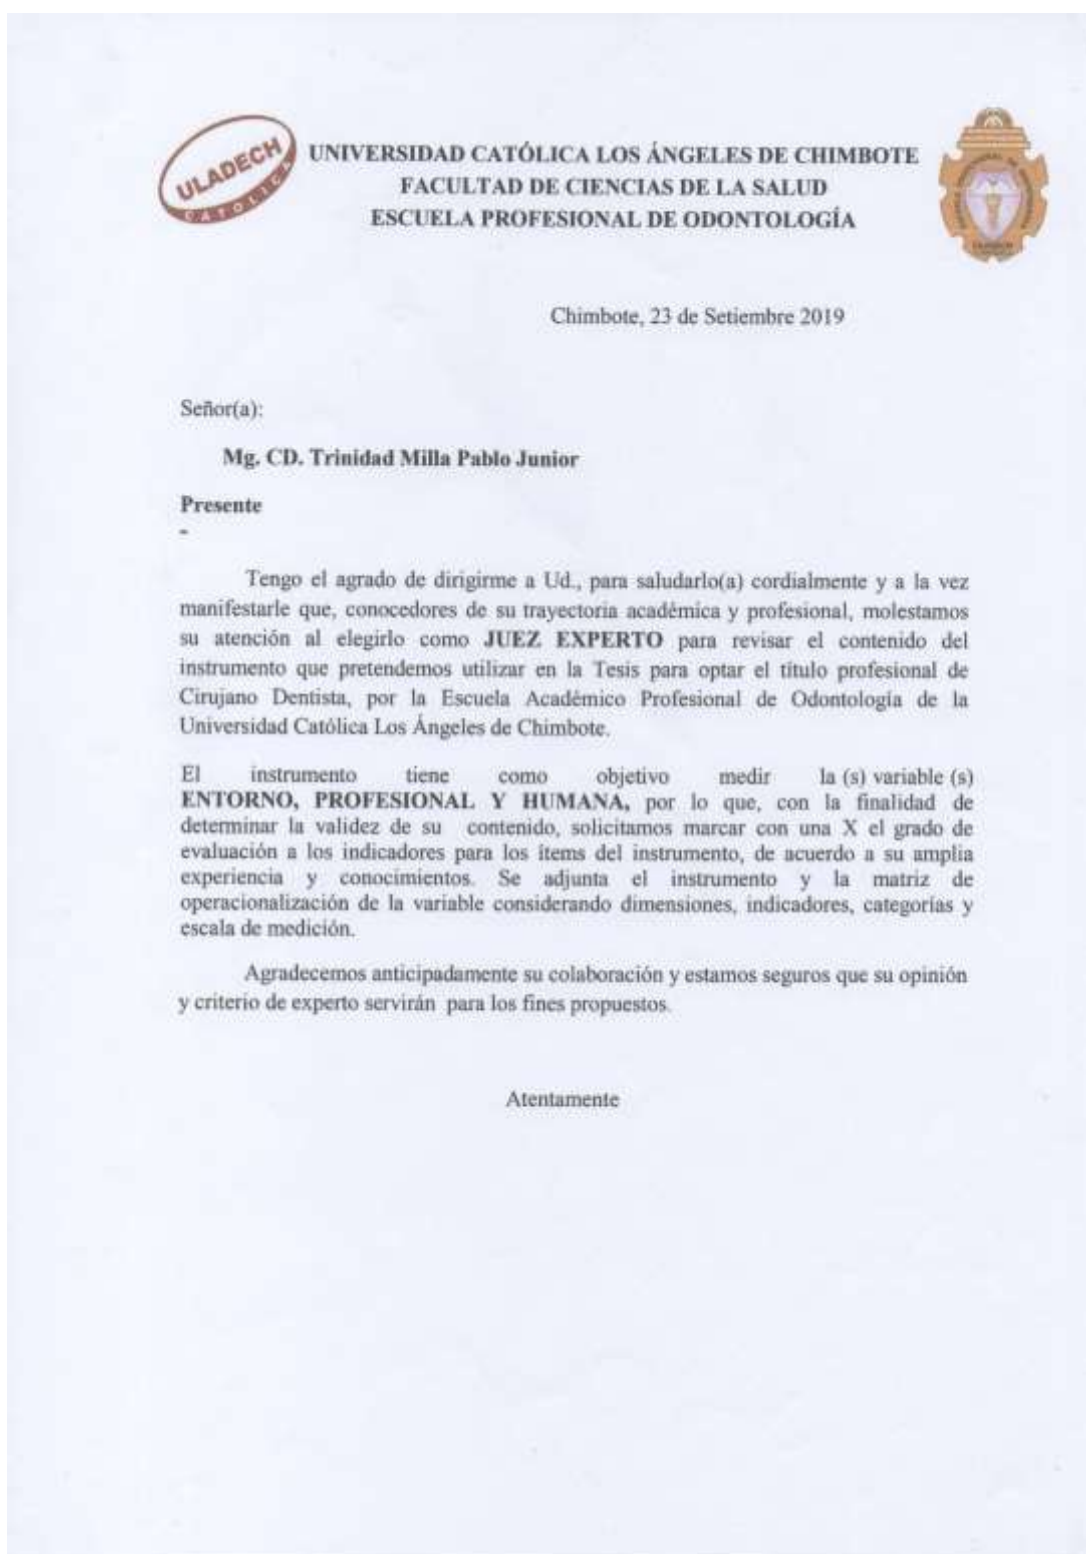 ULADECH
CATOLICA
UNIVERSIDAD CATÓLICA LOS ÁNGELES DE CHIMBOTE
FACULTAD DE CIENCIAS DE LA SALUD
ESCUELA PROFESIONAL DE ODONTOLOGÍA
Chimbote, 23 de Setiembre 2019
Señor(a):
Mg. CD. Trinidad Milla Pablo Junior
Presente
-
Tengo el agrado de dirigirme a Ud., para saludarlo(a) cordialmente y a la vez
manifestarle que, conocedores de su trayectoria académica y profesional, molestamos
su atención al elegirlo como JUEZ EXPERTO para revisar el contenido del
instrumento que pretendemos utilizar en la Tesis para optar el título profesional de
Cirujano Dentista, por la Escuela Académico Profesional de Odontología de la
Universidad Católica Los Ángeles de Chimbote.
El instrumento tiene como objetivo medir la (s) variable (s)
ENTORNO, PROFESIONAL Y HUMANA, por lo que, con la finalidad de
determinar la validez de su contenido, solicitamos marcar con una X el grado de
evaluación a los indicadores para los ítems del instrumento, de acuerdo a su amplia
experiencia y conocimientos. Se adjunta el instrumento y la matriz de
operacionalización de la variable considerando dimensiones, indicadores, categorías y
escala de medición.
Agradecemos anticipadamente su colaboración y estamos seguros que su opinión
y criterio de experto servirán para los fines propuestos.
Atentamente